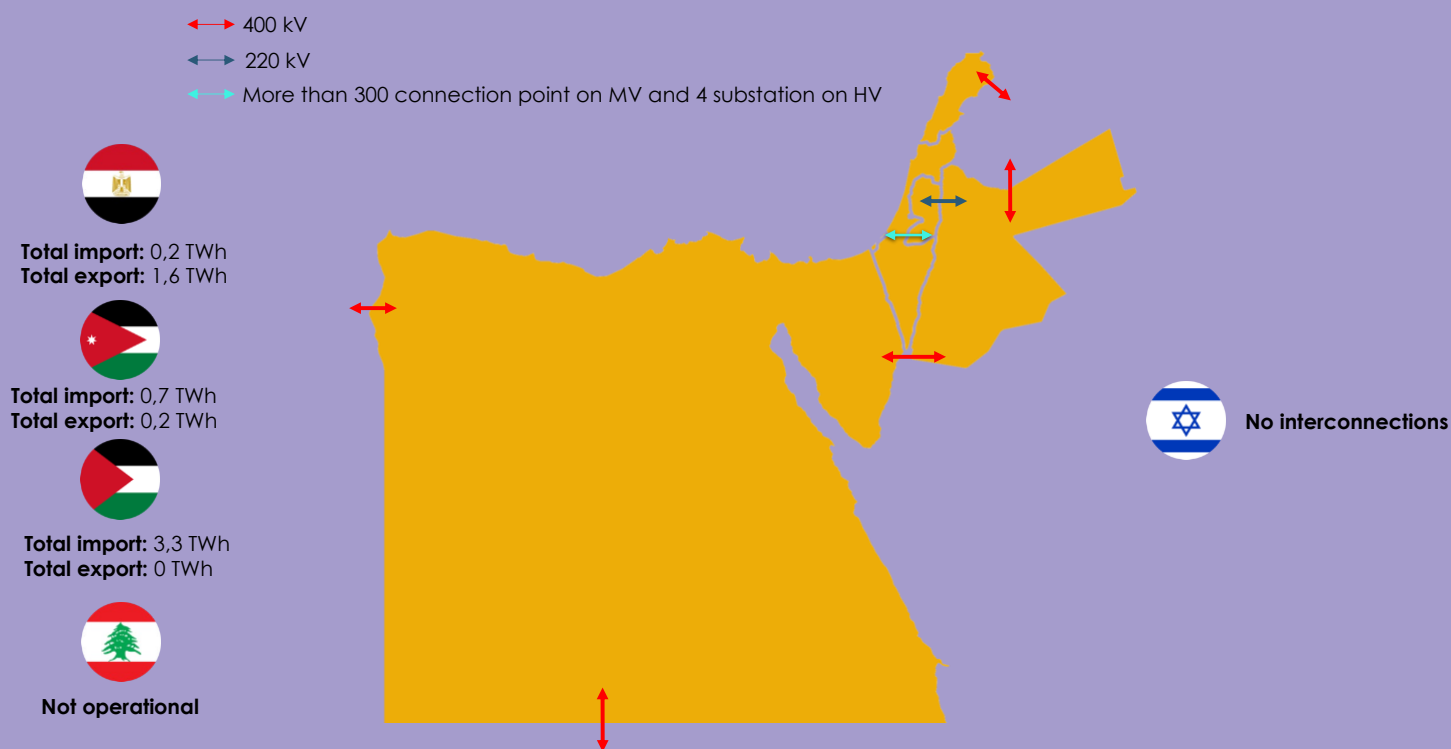 400 kV
220 kV
More than 300 connection point on MV and 4 substation on HV
Total import: 0,2 TWh
Total export: 1,6 TWh
Total import: 0,7 TWh
Total export: 0,2 TWh
Total import: 3,3 TWh
Total export: 0 TWh
Not operational
No interconnections